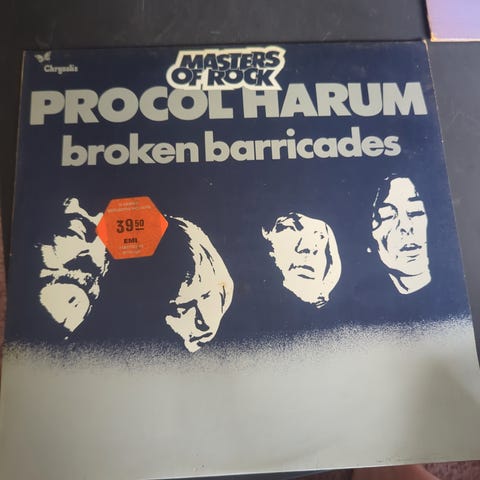 Chrysalis
MASTERS
OF ROCK
PROCOL HARUM
broken barricades
39 50
EMI